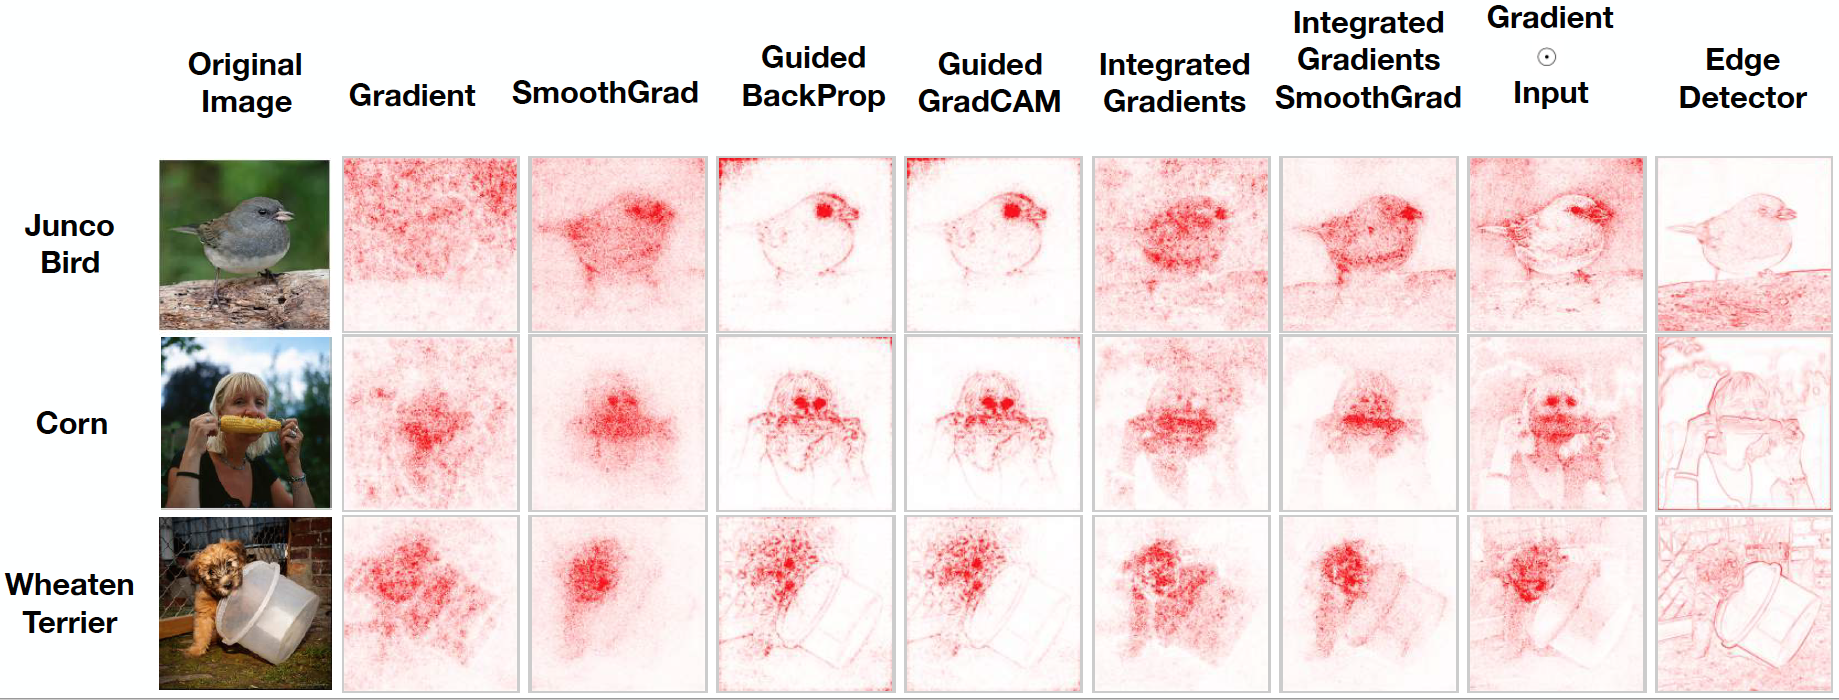 Original
Image
Gradient
SmoothGrad
Guided
BackProp
Guided
GradCAM
Integrated
Gradients
Integrated
Gradients
SmoothGrad
Gradient
⊙
Input
Edge
Detector
Junco
Bird
Corn
Wheaten
Terrier